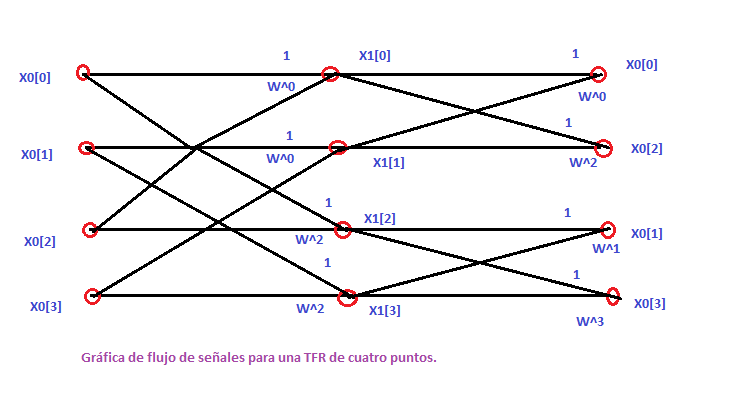 1 X1[0] 1 X0[0]
X0[0]
W^0 W^0
1 1
X0[1] W^0 X1[1] W^2 X0[2]
1 X1[2] 1
X0[2] W^2 W^1 X0[1]
1 1
X0[3] W^2 X1[3] W^3 X0[3]
Gráfica de flujo de señales para una TFR de cuatro puntos.